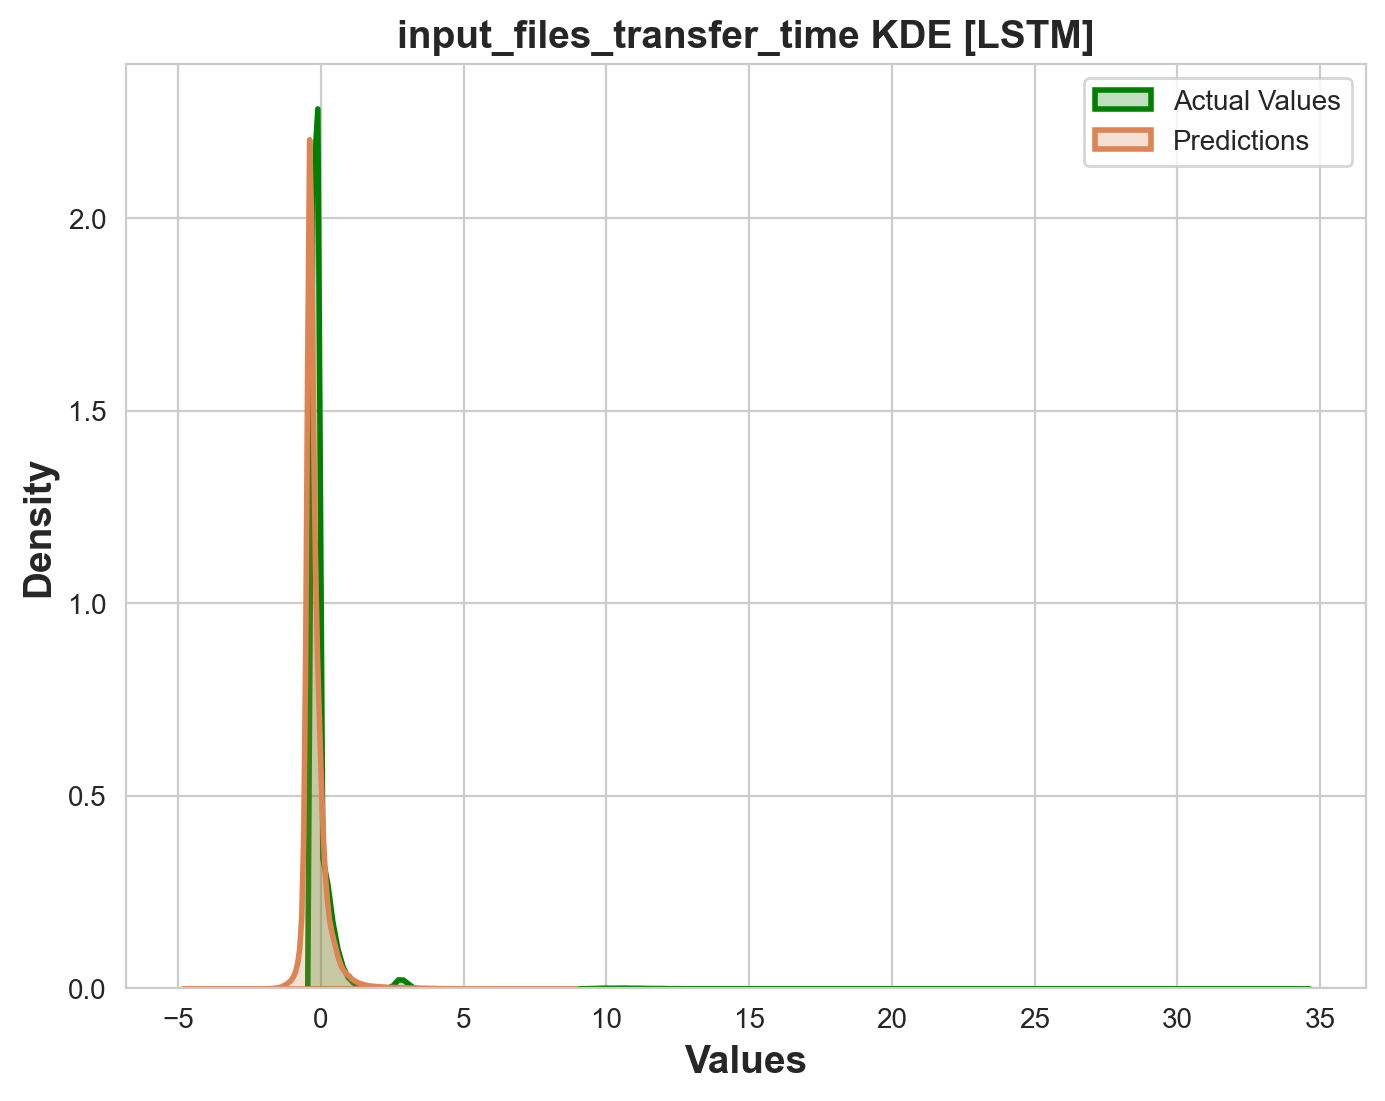 input_files_transfer_time KDE [LSTM]
Actual Values
Predictions
Density
2.0
1.5
1.0
0.5
0.0
−5 0 5 10 15 20 25 30 35
Values